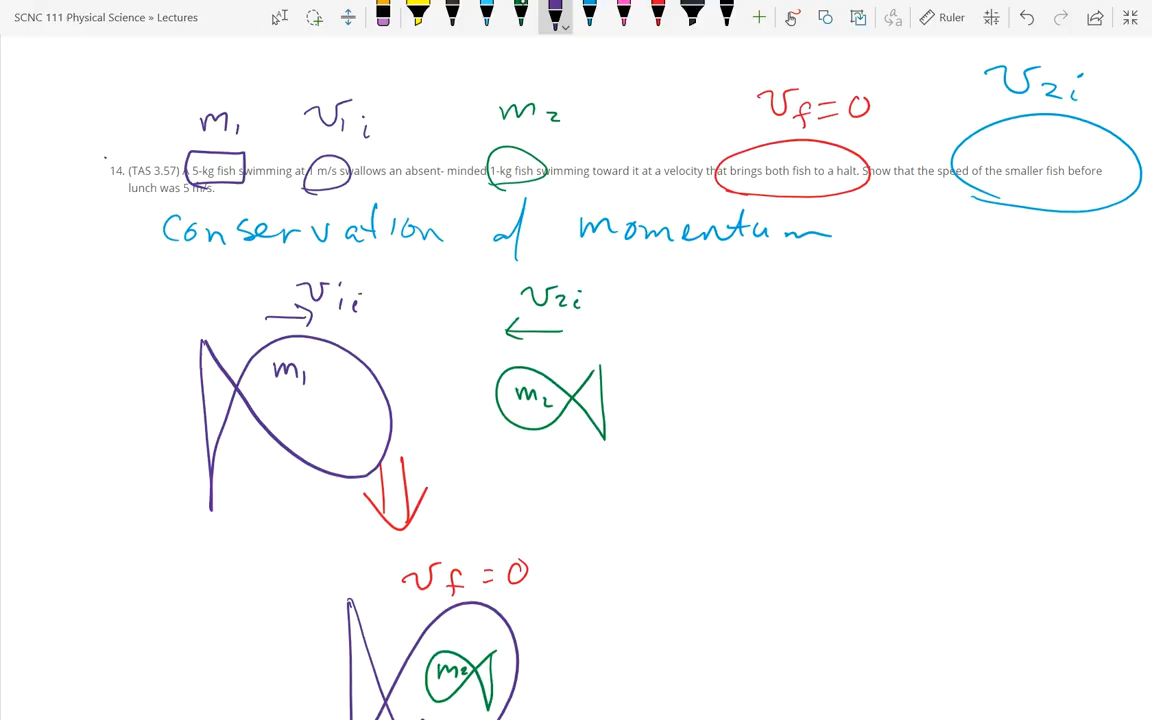 SCNC 111 Physical Science » Lectures
Ruler
m₁ v₁ᵢ m₂ v_f=0 v₂ᵢ
14. (TAS 3.57) A 5-kg fish swimming at 1 m/s swallows an absent- minded 1-kg fish swimming toward it at a velocity that brings both fish to a halt. Show that the speed of the smaller fish before
lunch was 5 m/s.
Conservation of momentum
v₁ᵢ v₂ᵢ
m₁ m₂
v_f = 0
m₂